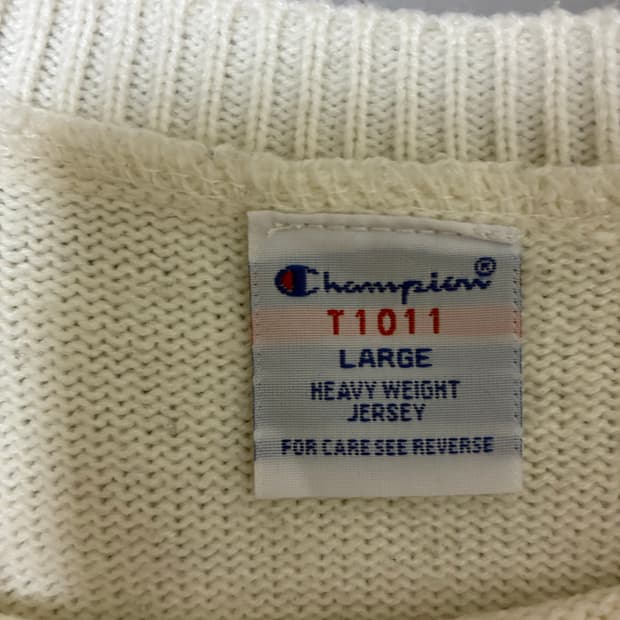 Champion®
T1011
LARGE
HEAVY WEIGHT
JERSEY
FOR CARE SEE REVERSE